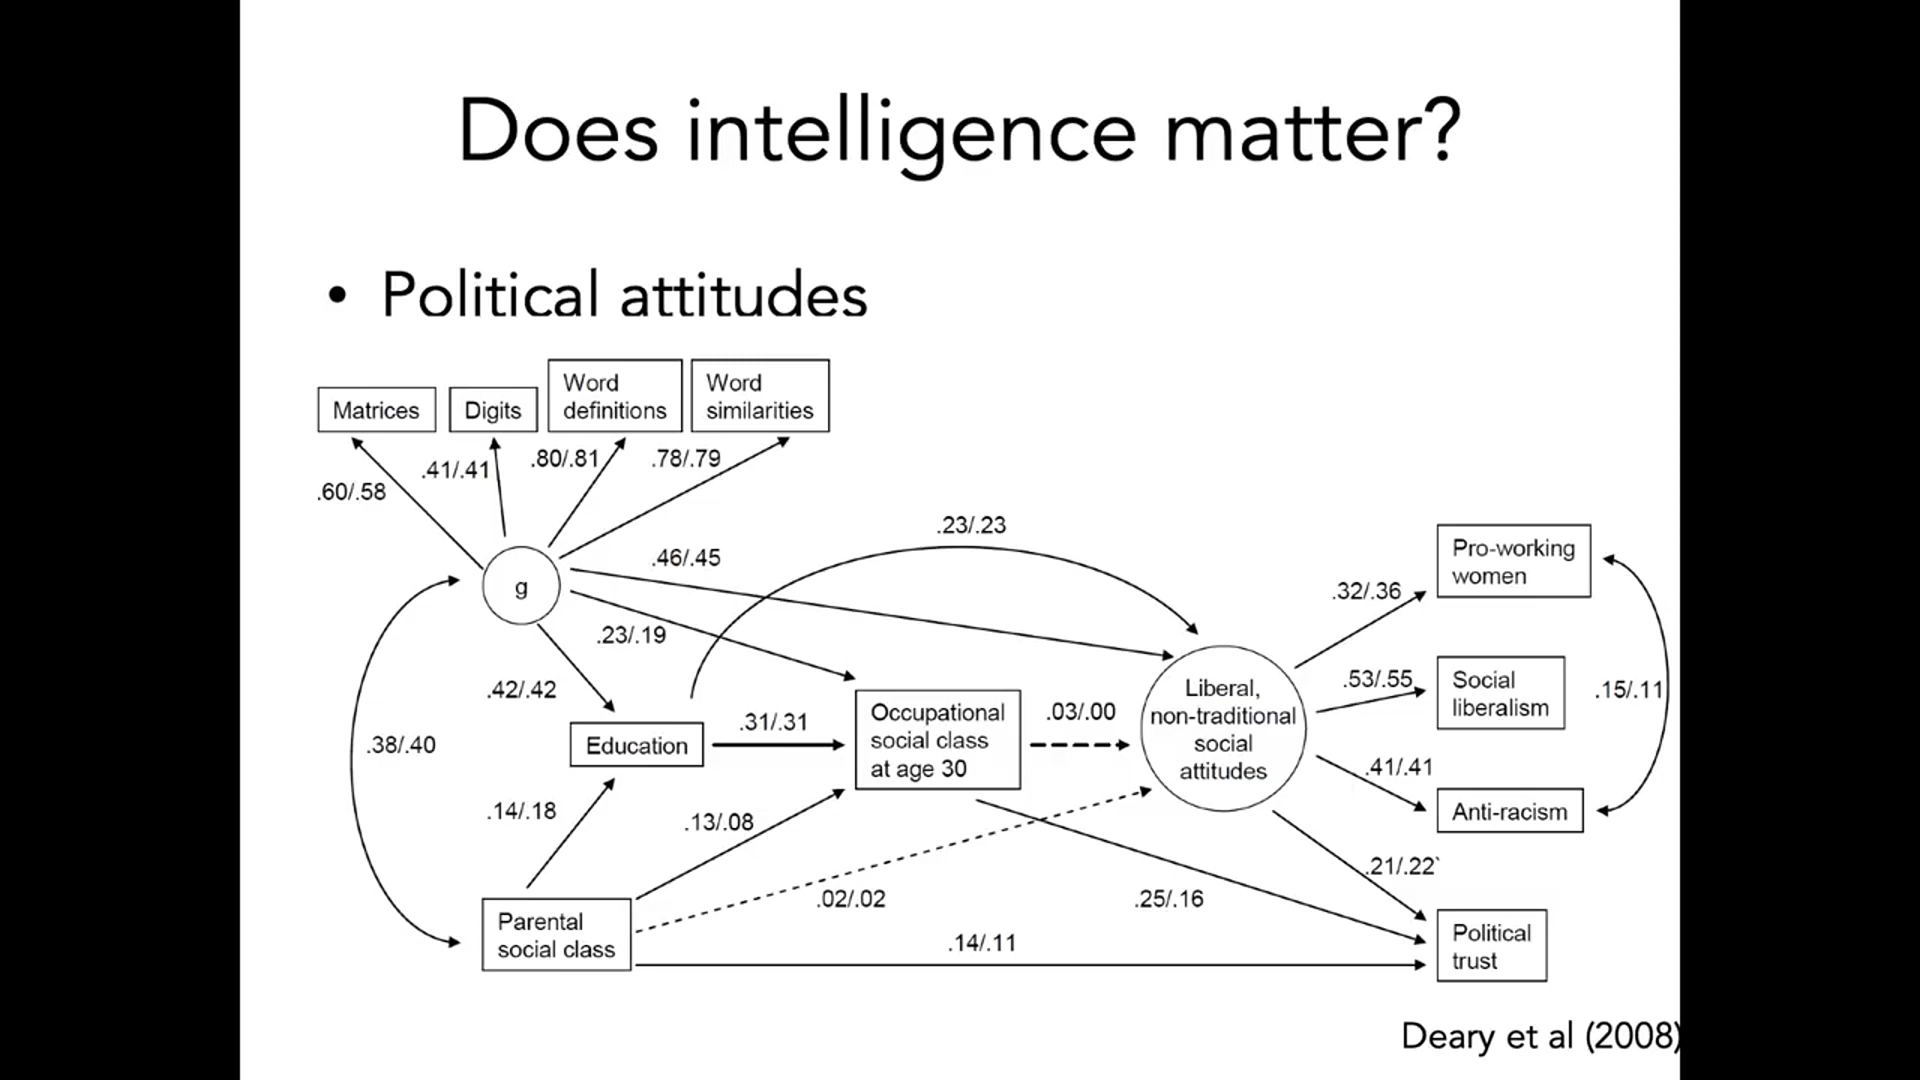 Does intelligence matter?
• Political attitudes
Matrices
Digits
Word
definitions
Word
similarities
.60/.58
.41/.41
.80/.81
.78/.79
g
.46/.45
.23/.23
.23/.19
.42/.42
.38/.40
Education
.31/.31
Occupational
social class
at age 30
.03/.00
Liberal,
non-traditional
social
attitudes
.14/.18
.13/.08
Parental
social class
.02/.02
.25/.16
.14/.11
.32/.36
.53/.55
.41/.41
.21/.22`
Pro-working
women
Social
liberalism
.15/.11
Anti-racism
Political
trust
Deary et al (2008)